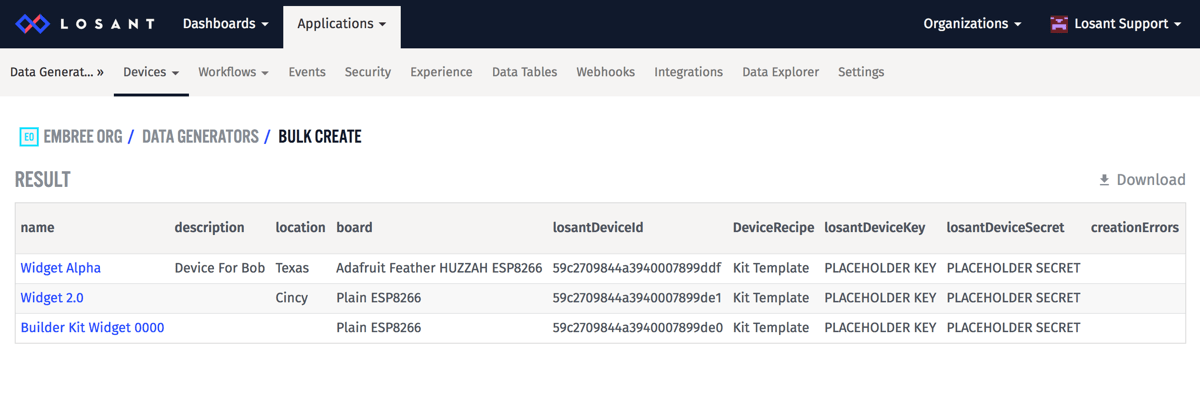 LOSANT Dashboards Applications Organizations Losant Support
Data Generat... » Devices Workflows Events Security Experience Data Tables Webhooks Integrations Data Explorer Settings
EO EMBREE ORG / DATA GENERATORS / BULK CREATE
RESULT Download
name description location board losantDeviceId DeviceRecipe losantDeviceKey losantDeviceSecret creationErrors
Widget Alpha Device For Bob Texas Adafruit Feather HUZZAH ESP8266 59c2709844a3940007899ddf Kit Template PLACEHOLDER KEY PLACEHOLDER SECRET
Widget 2.0 Cincy Plain ESP8266 59c2709844a3940007899de1 Kit Template PLACEHOLDER KEY PLACEHOLDER SECRET
Builder Kit Widget 0000 Plain ESP8266 59c2709844a3940007899de0 Kit Template PLACEHOLDER KEY PLACEHOLDER SECRET